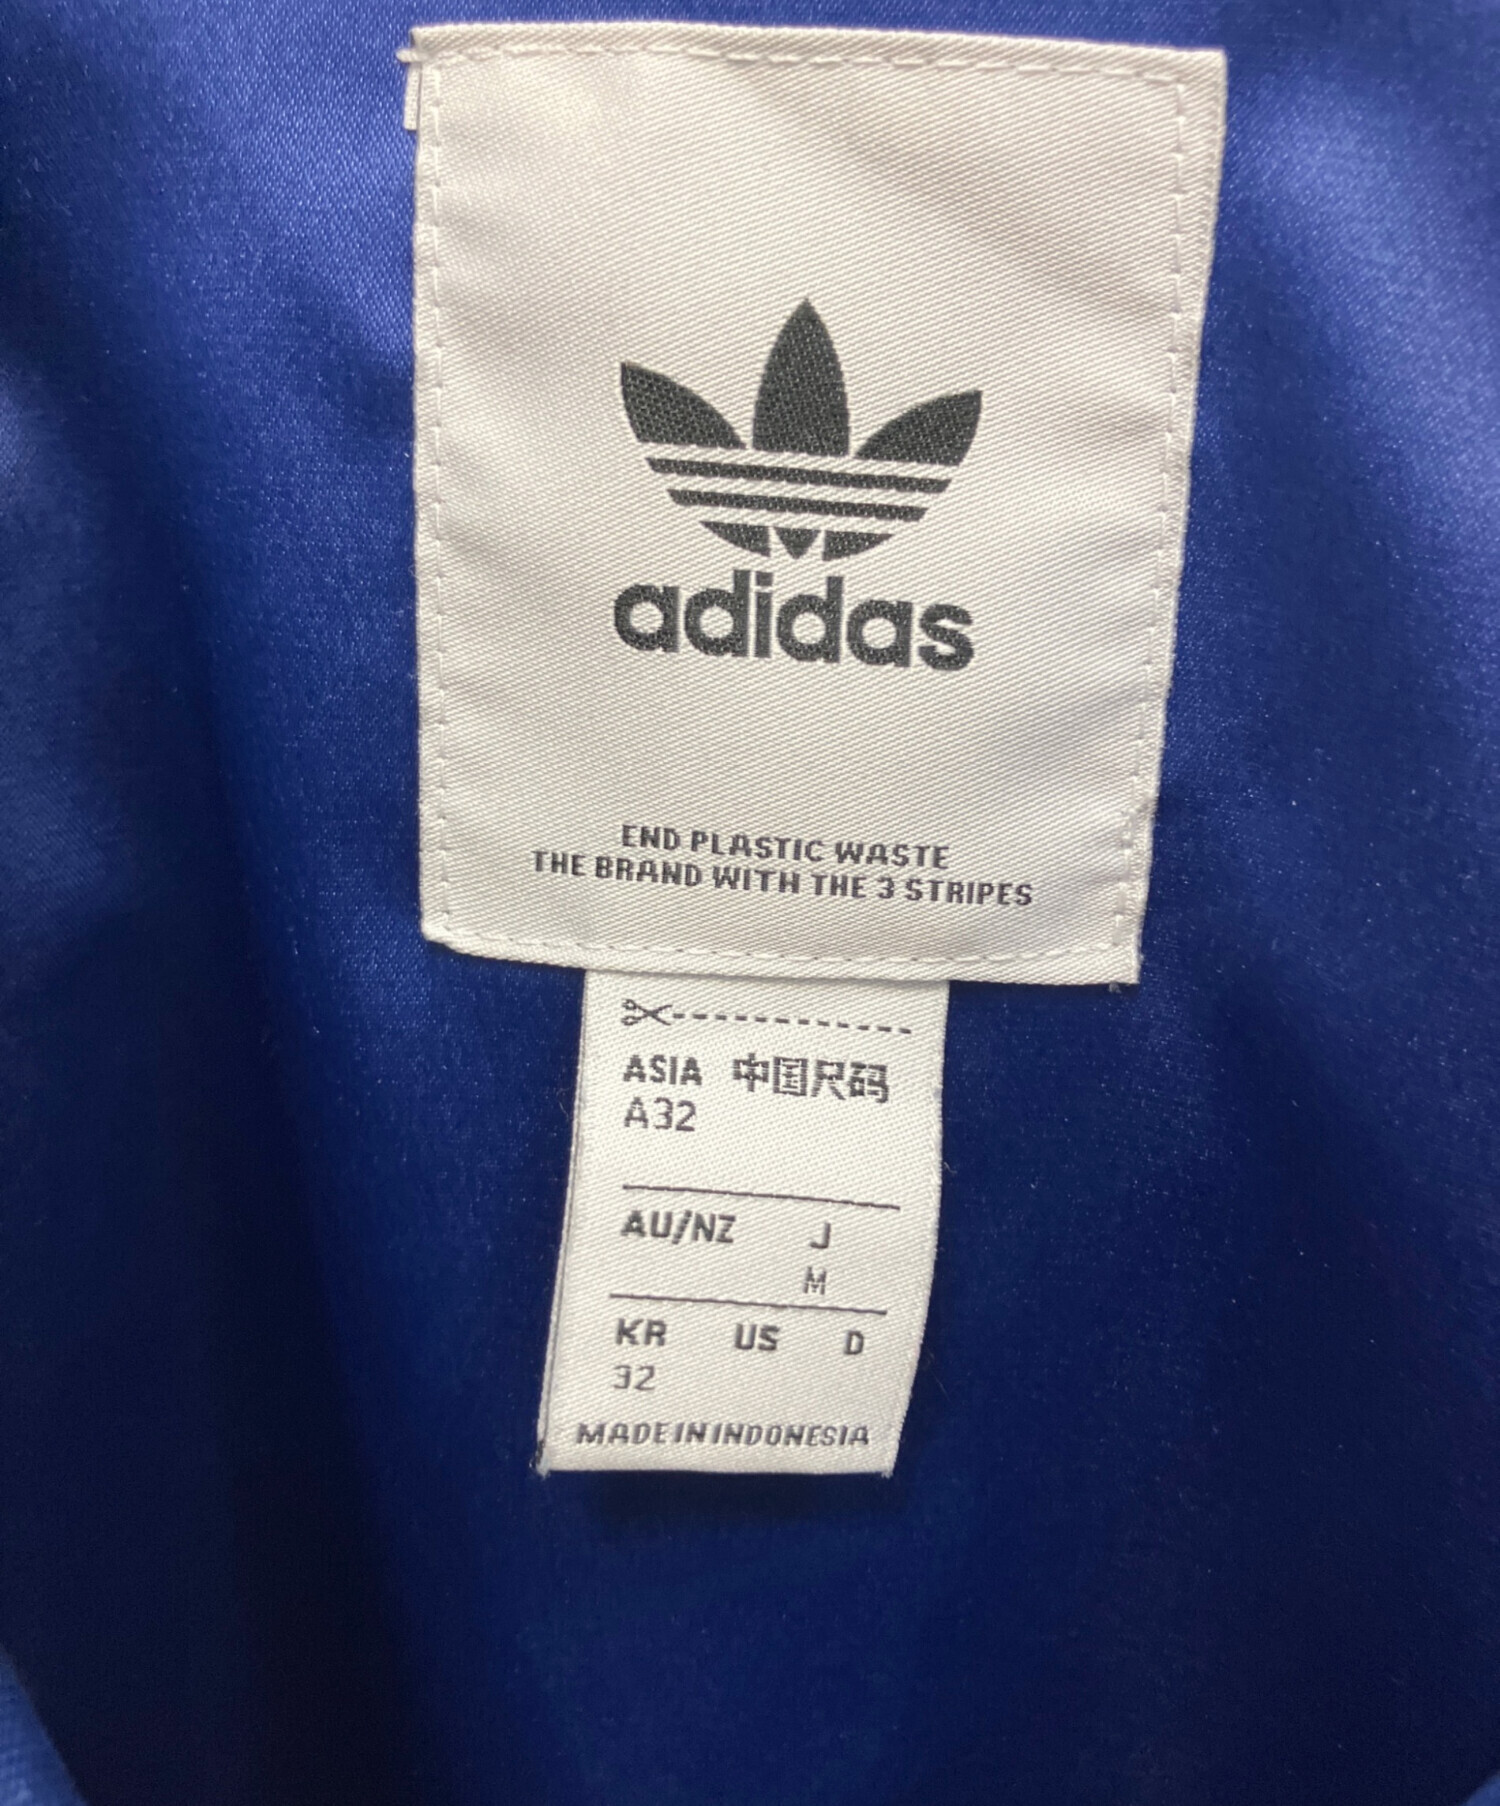 adidas
END PLASTIC WASTE
THE BRAND WITH THE 3 STRIPES
ASIA 中国尺码
A32
AU/NZ J
M
KR US D
32
MADE IN INDONESIA